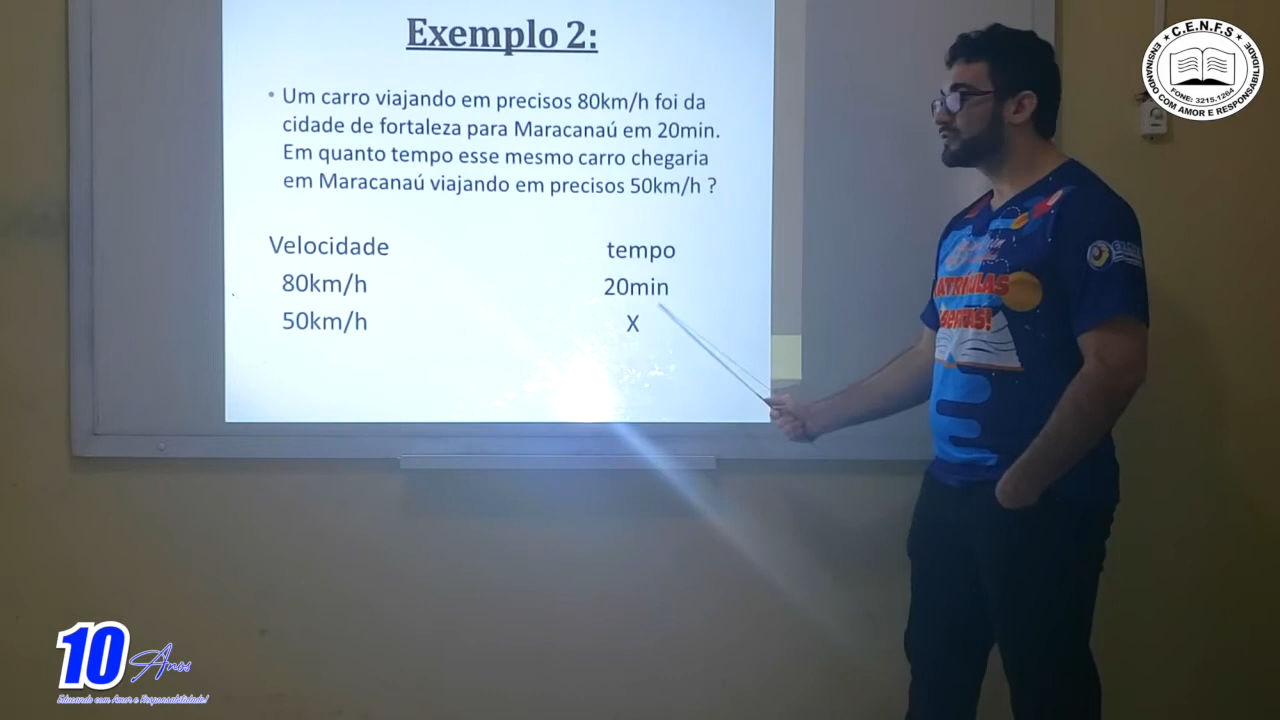 Exemplo 2:
• Um carro viajando em precisos 80km/h foi da
cidade de fortaleza para Maracanaú em 20min.
Em quanto tempo esse mesmo carro chegaria
em Maracanaú viajando em precisos 50km/h ?
Velocidade tempo
80km/h 20min
50km/h X
★ C.E.N.F.S ★
ENSINANDO COM AMOR E RESPONSABILIDADE
FONE: 3215.1264
10 Anos
Educando com Amor e Responsabilidade!